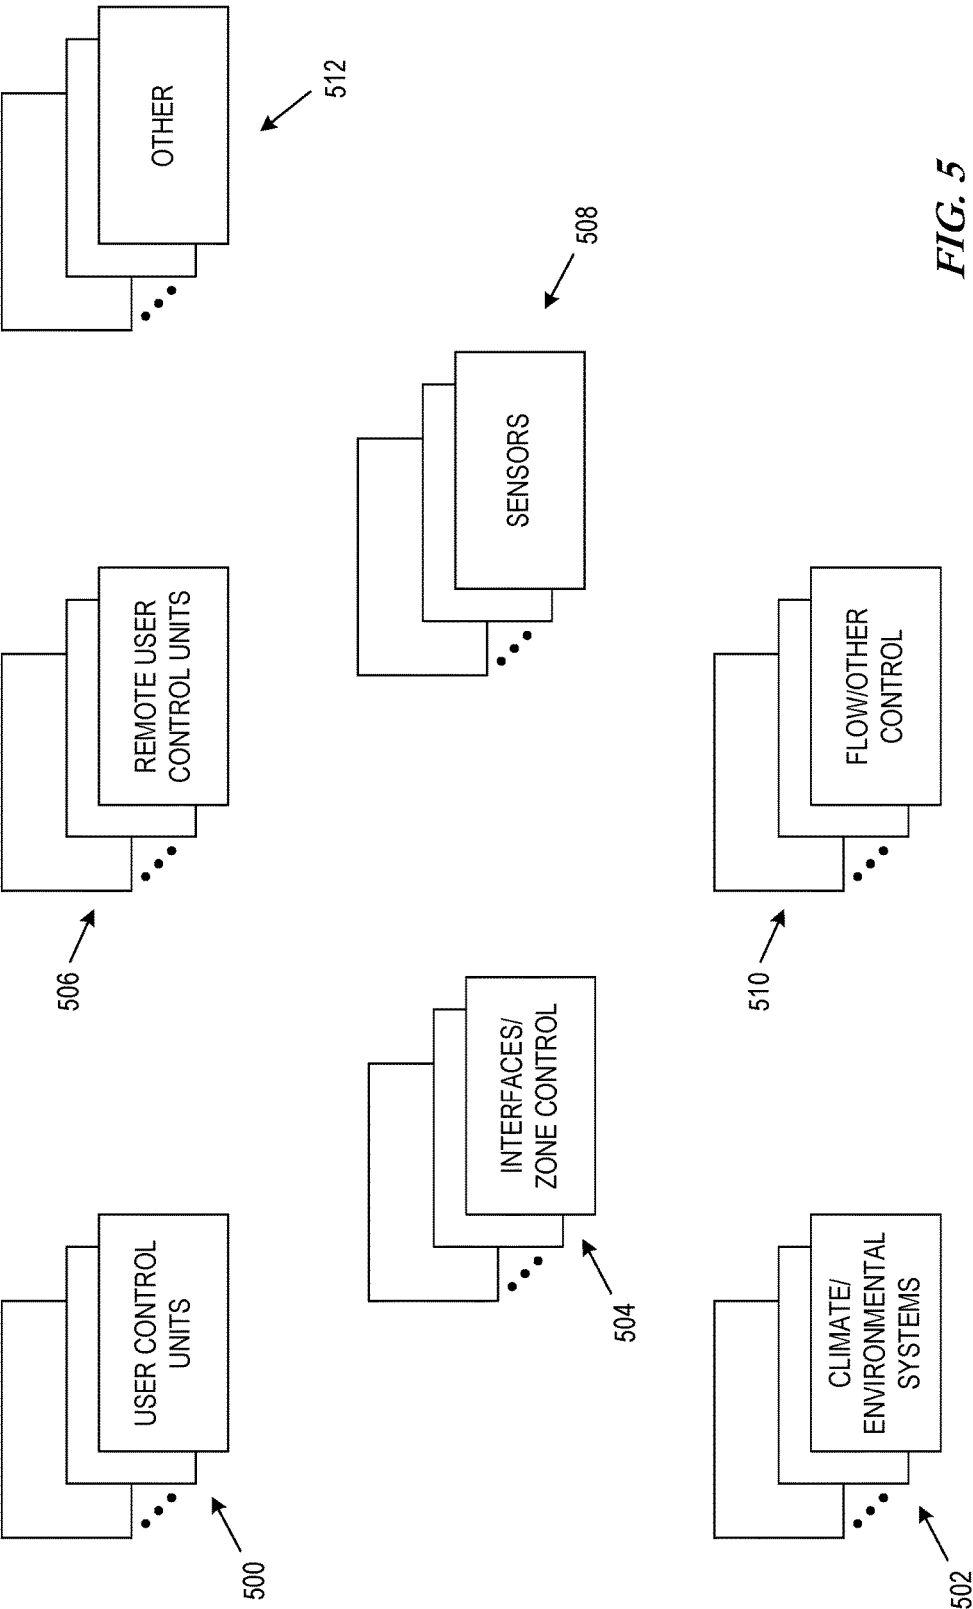 USER CONTROL
UNITS
500
REMOTE USER
CONTROL UNITS
506
OTHER
512
INTERFACES/
ZONE CONTROL
504
SENSORS
508
CLIMATE/
ENVIRONMENTAL
SYSTEMS
502
FLOW/OTHER
CONTROL
510
FIG. 5